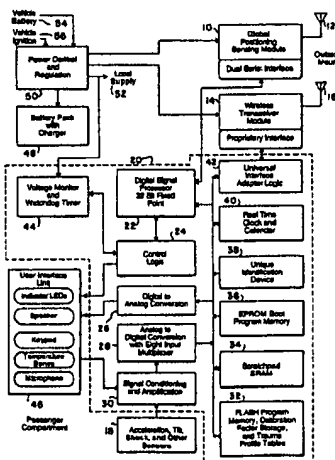 Vehicle
Battery
54
Vehicle
Ignition
56
Power Control
and
Regulation
50
Local
Supply
52
Battery Pack
with
Charger
48
10
Global
Positioning
Sensing Module
Dual Serial Interface
12
Outside
Mount
14
Wireless
Transceiver
Module
Proprietary Interface
16
20
42
Voltage Monitor
and
Watchdog Timer
44
Digital Signal
Processor
32 Bit Fixed
Point
22
24
Control
Logic
Universal
Interface
Adapter Logic
40
Real Time
Clock and
Calendar
38
Unique
Identification
Device
36
EPROM Boot
Program Memory
34
Scratchpad
SRAM
32
FLASH Program
Memory, Calibration
Factor Storage,
and Trauma
Profile Tables
User Interface
Unit
Indicator LEDs
Speaker
Keypad
Temperature
Sensor
Microphone
46
Passenger
Compartment
Digital to
Analog Conversion
26
Analog to
Digital Conversion
with Eight Input
Multiplexer
28
Signal Conditioning
and Amplification
30
18
Acceleration, Tilt,
Shock, and Other
Sensors